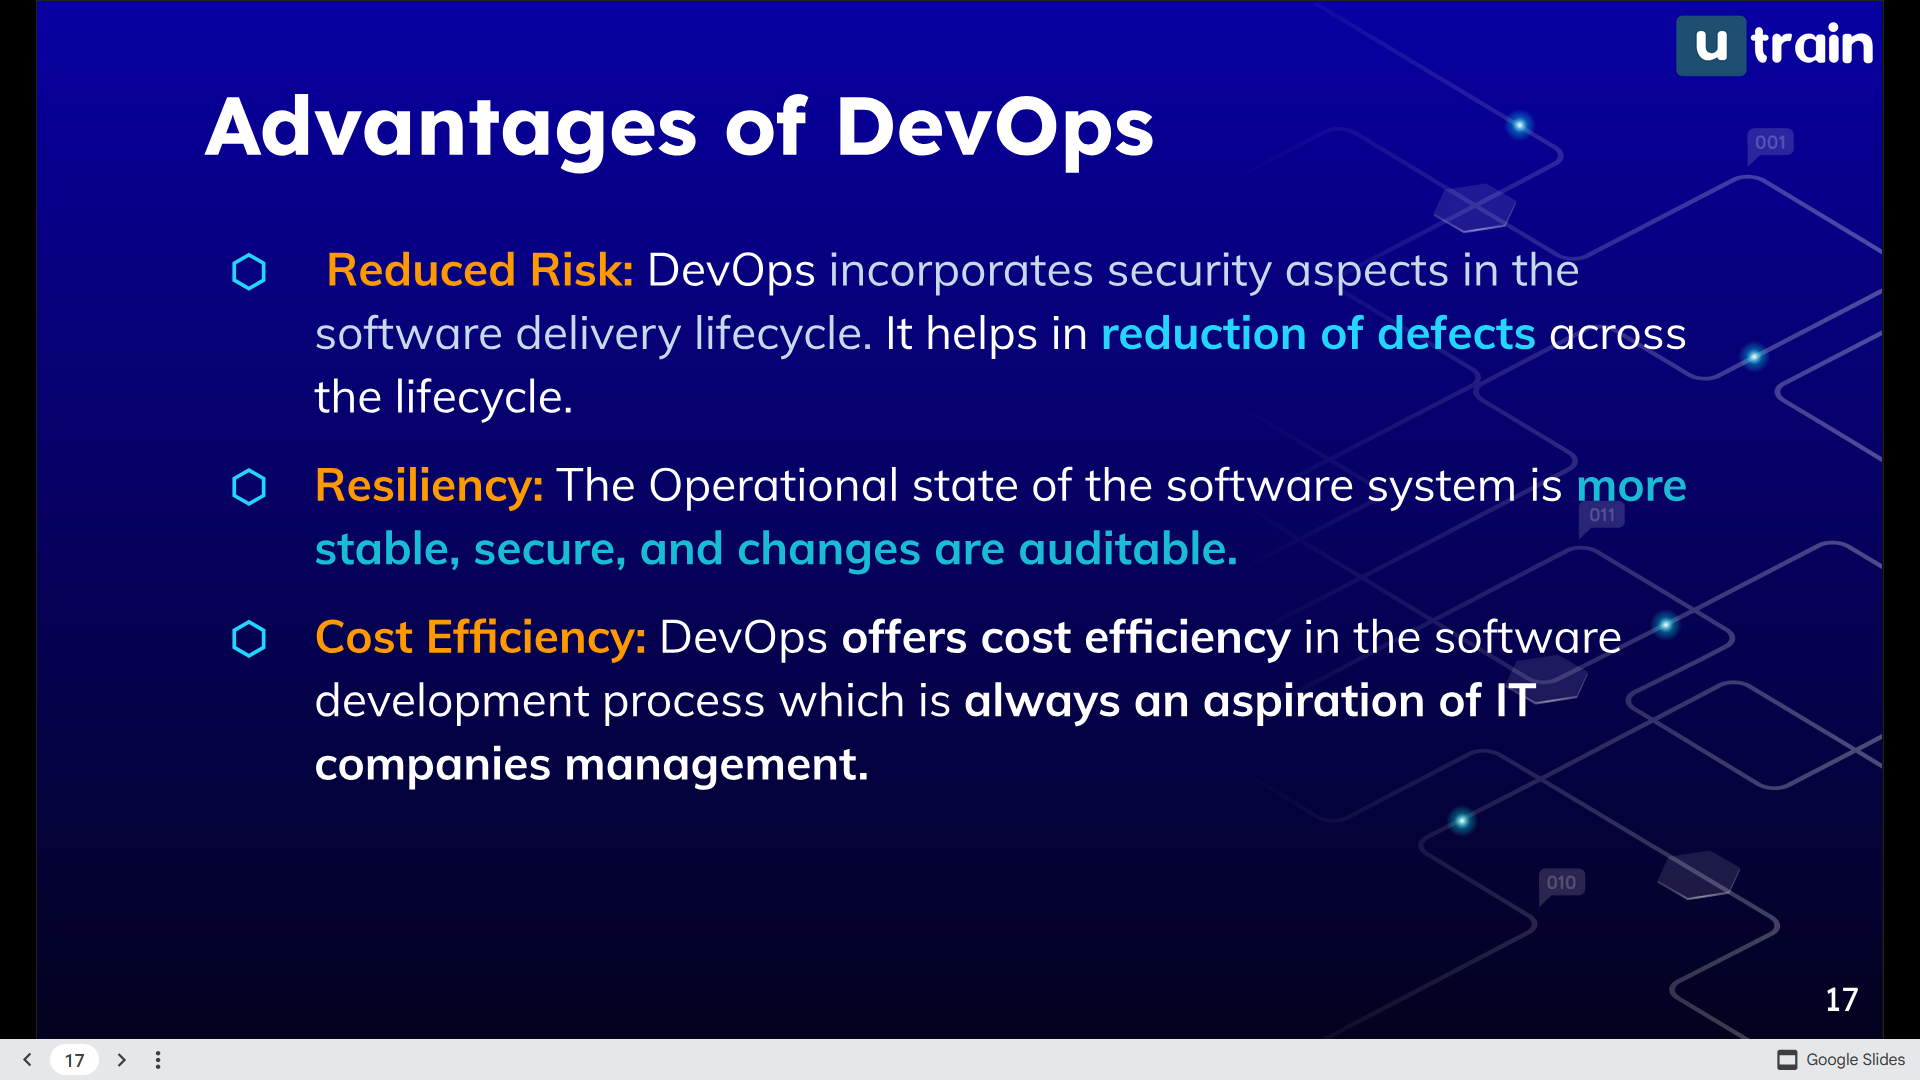 u train
Advantages of DevOps
001
Reduced Risk: DevOps incorporates security aspects in the
software delivery lifecycle. It helps in reduction of defects across
the lifecycle.
Resiliency: The Operational state of the software system is more
011
stable, secure, and changes are auditable.
Cost Efficiency: DevOps offers cost efficiency in the software
development process which is always an aspiration of IT
companies management.
010
17
17
Google Slides